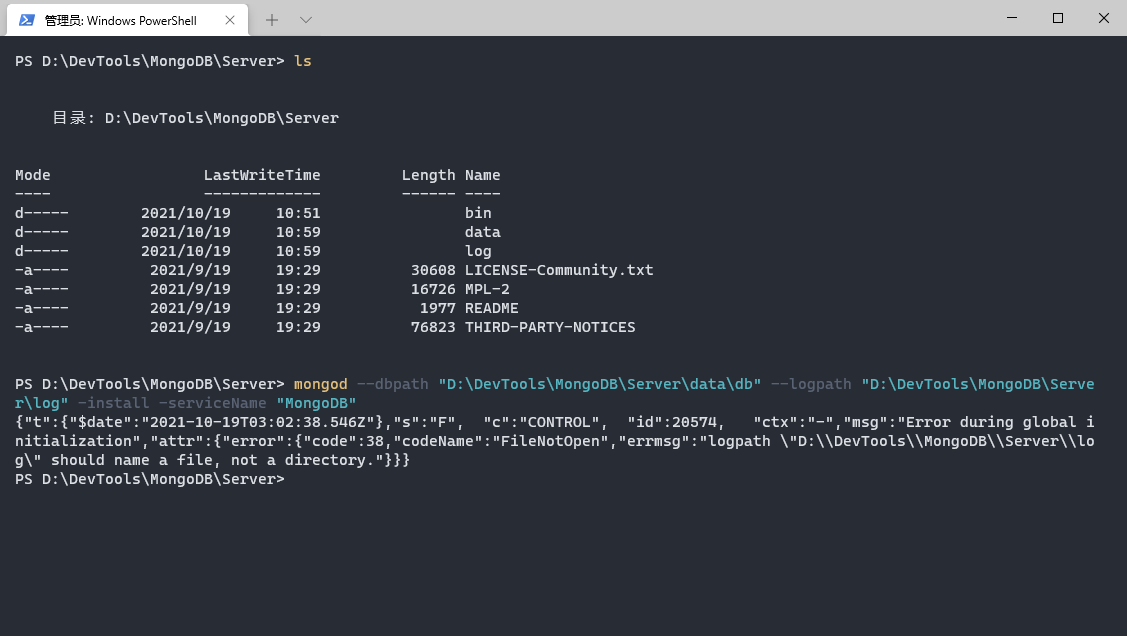 管理员: Windows PowerShell
PS D:\DevTools\MongoDB\Server> ls
目录: D:\DevTools\MongoDB\Server
Mode                 LastWriteTime         Length Name
----                 -------------         ------ ----
d-----        2021/10/19     10:51                bin
d-----        2021/10/19     10:59                data
d-----        2021/10/19     10:59                log
-a----         2021/9/19     19:29          30608 LICENSE-Community.txt
-a----         2021/9/19     19:29          16726 MPL-2
-a----         2021/9/19     19:29           1977 README
-a----         2021/9/19     19:29          76823 THIRD-PARTY-NOTICES
PS D:\DevTools\MongoDB\Server> mongod --dbpath "D:\DevTools\MongoDB\Server\data\db" --logpath "D:\DevTools\MongoDB\Serve
r\log" -install -serviceName "MongoDB"
{"t":{"$date":"2021-10-19T03:02:38.546Z"},"s":"F",  "c":"CONTROL",  "id":20574,   "ctx":"-","msg":"Error during global i
nitialization","attr":{"error":{"code":38,"codeName":"FileNotOpen","errmsg":"logpath \"D:\\DevTools\\MongoDB\\Server\\lo
g\" should name a file, not a directory."}}}
PS D:\DevTools\MongoDB\Server>